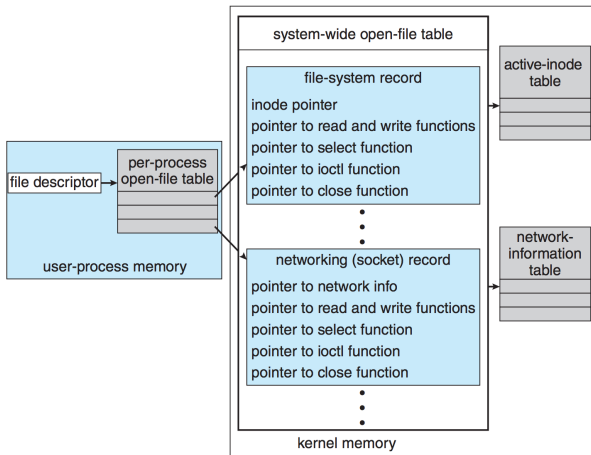 system-wide open-file table
file-system record
inode pointer
pointer to read and write functions
pointer to select function
pointer to ioctl function
pointer to close function
active-inode
table
per-process
open-file table
file descriptor
user-process memory
networking (socket) record
pointer to network info
pointer to read and write functions
pointer to select function
pointer to ioctl function
pointer to close function
network-
information
table
kernel memory